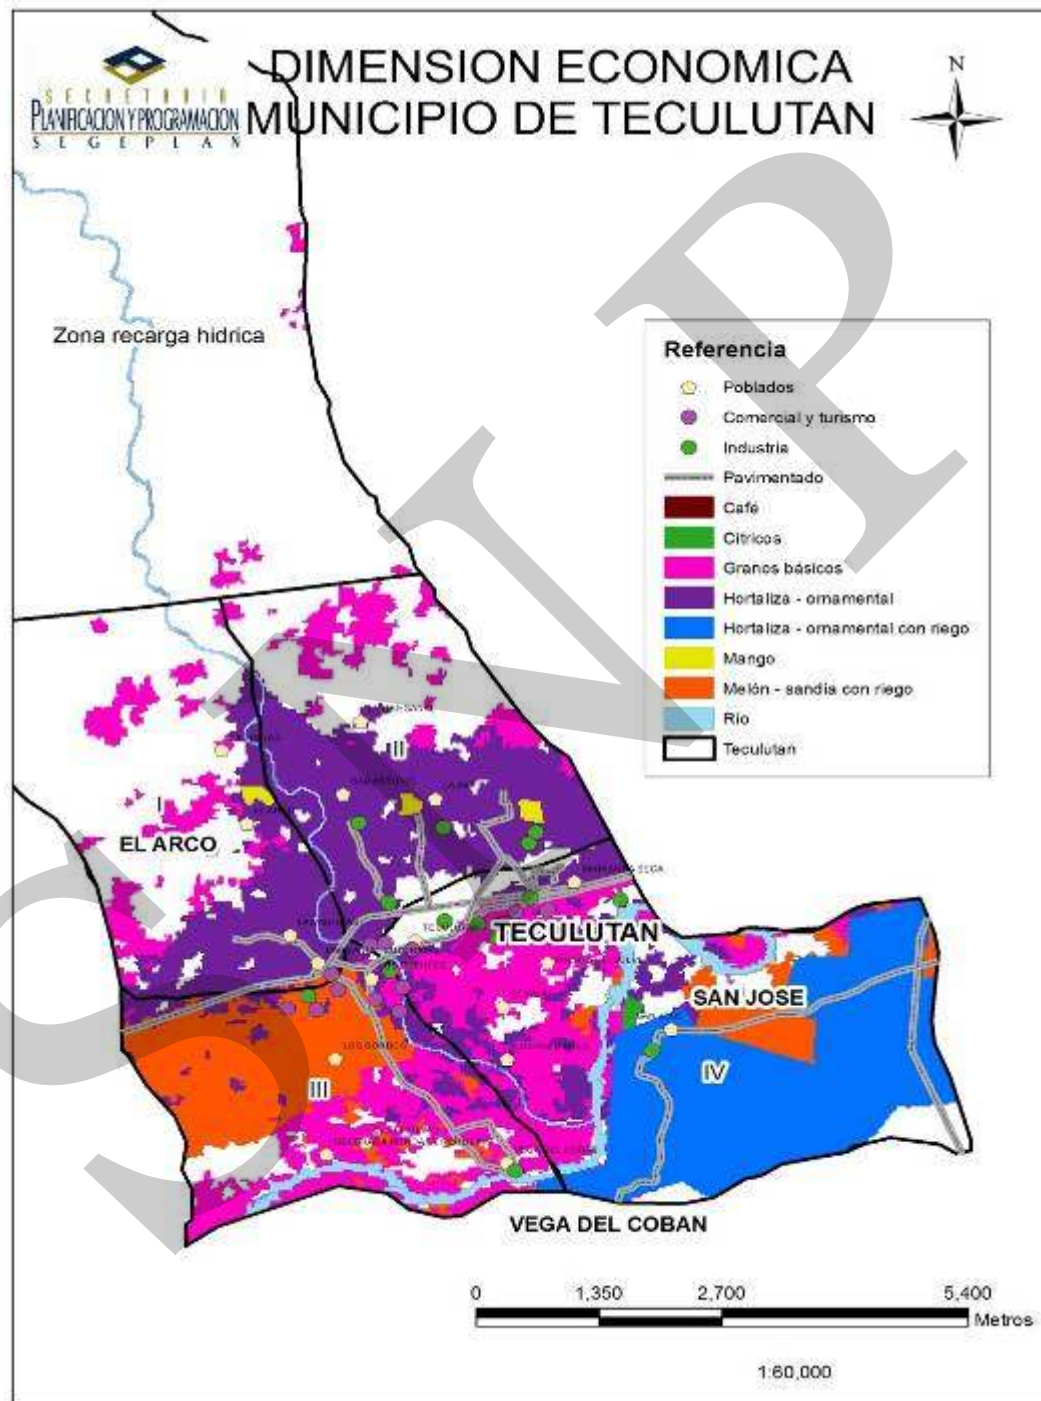 DIMENSION ECONOMICA
MUNICIPIO DE TECULUTAN
SECRETARIA
PLANIFICACION Y PROGRAMACION
SEGEPLAN
N
Zona recarga hidrica
Referencia
Poblados
Comercial y turismo
Industria
Pavimentado
Café
Citricos
Granos básicos
Hortaliza - ornamental
Hortaliza - ornamental con riego
Mango
Melón - sandia con riego
Rio
Teculutan
II
I
EL ARCO
TECULUTAN
SAN JOSE
IV
III
VEGA DEL COBAN
0 1,350 2,700 5,400
Metros
1:60,000
SNIP